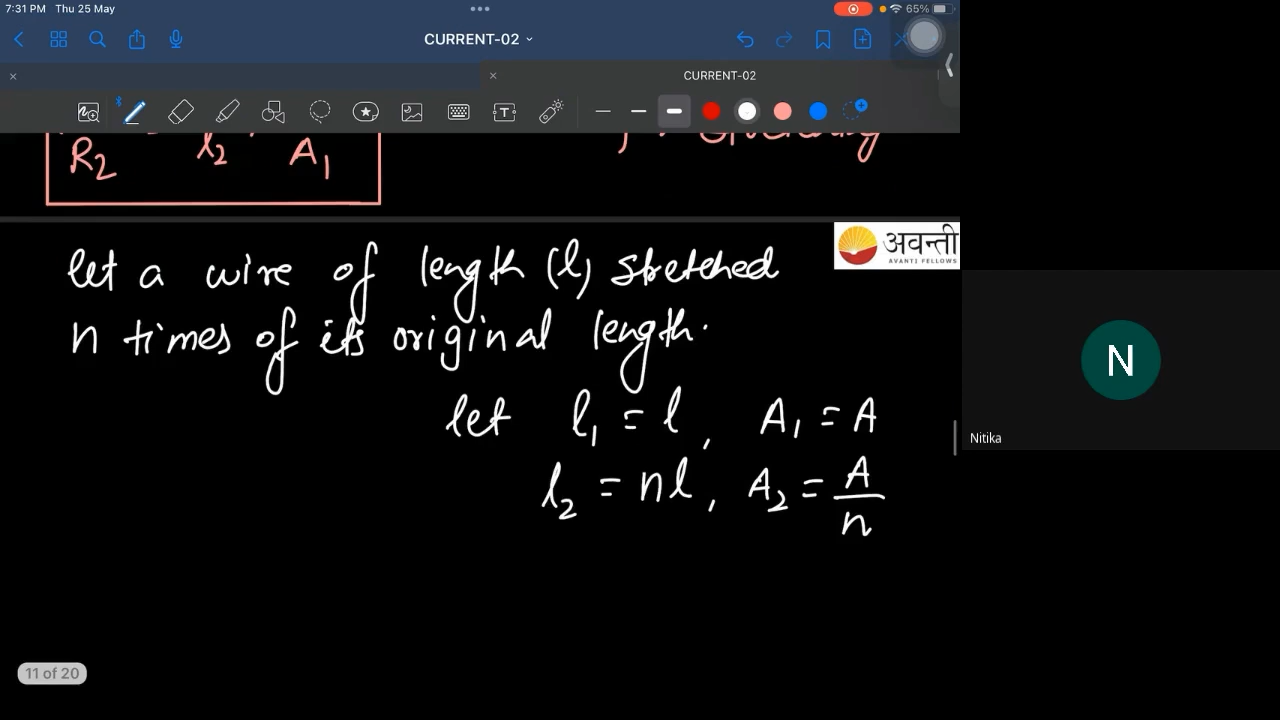 7:31 PM Thu 25 May
65%
CURRENT-02
CURRENT-02
R2 l2 A1
let a wire of length (l) stretched
n times of its original length.
अवन्ती
AVANTI FELLOWS
let l1 = l, A1 = A
l2 = nl, A2 = A/n
N
Nitika
11 of 20